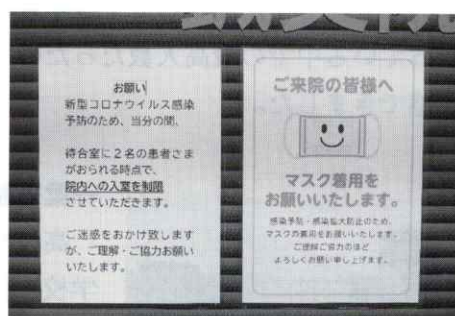 お願い
新型コロナウイルス感染
予防のため、当分の間、
待合室に2名の患者さま
がおられる時点で、
院内への入室を制限
させていただきます。
ご迷惑をおかけ致します
が、ご理解・ご協力お願い
いたします。
ご来院の皆様へ
マスク着用を
お願いいたします。
感染予防・感染拡大防止のため、
マスクの着用をお願いいたします。
ご理解ご協力のほど
よろしくお願い申し上げます。